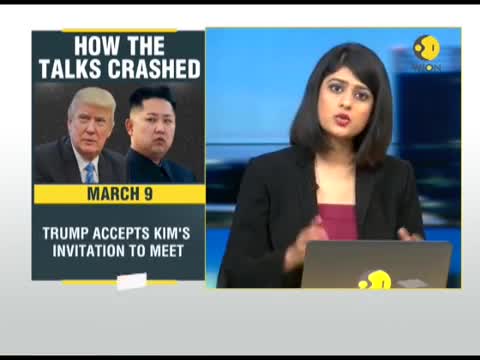 HOW THE
TALKS CRASHED
MARCH 9
TRUMP ACCEPTS KIM'S
INVITATION TO MEET
WION